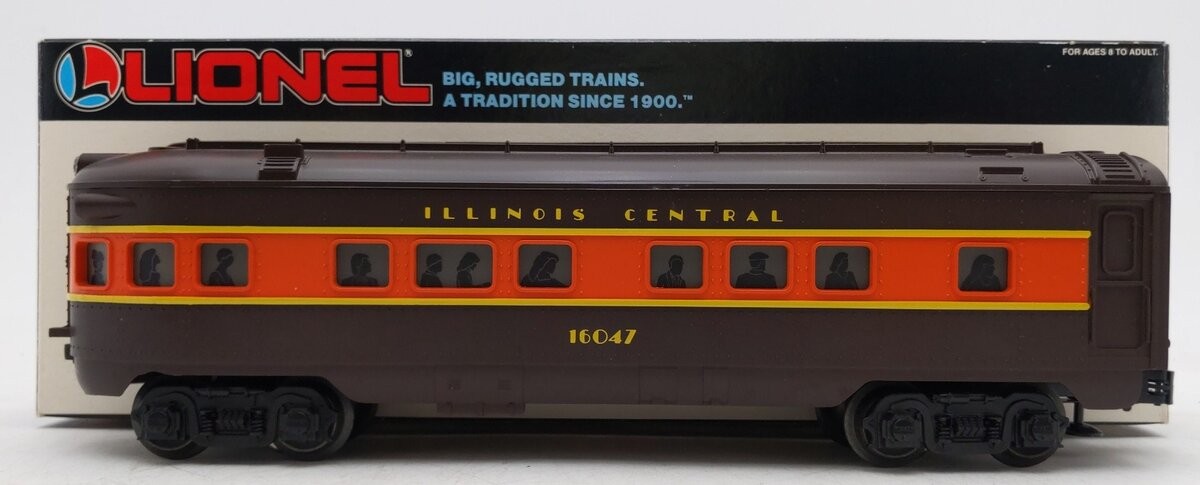 LIONEL®
BIG, RUGGED TRAINS.
A TRADITION SINCE 1900.™
FOR AGES 8 TO ADULT.
ILLINOIS CENTRAL
16047